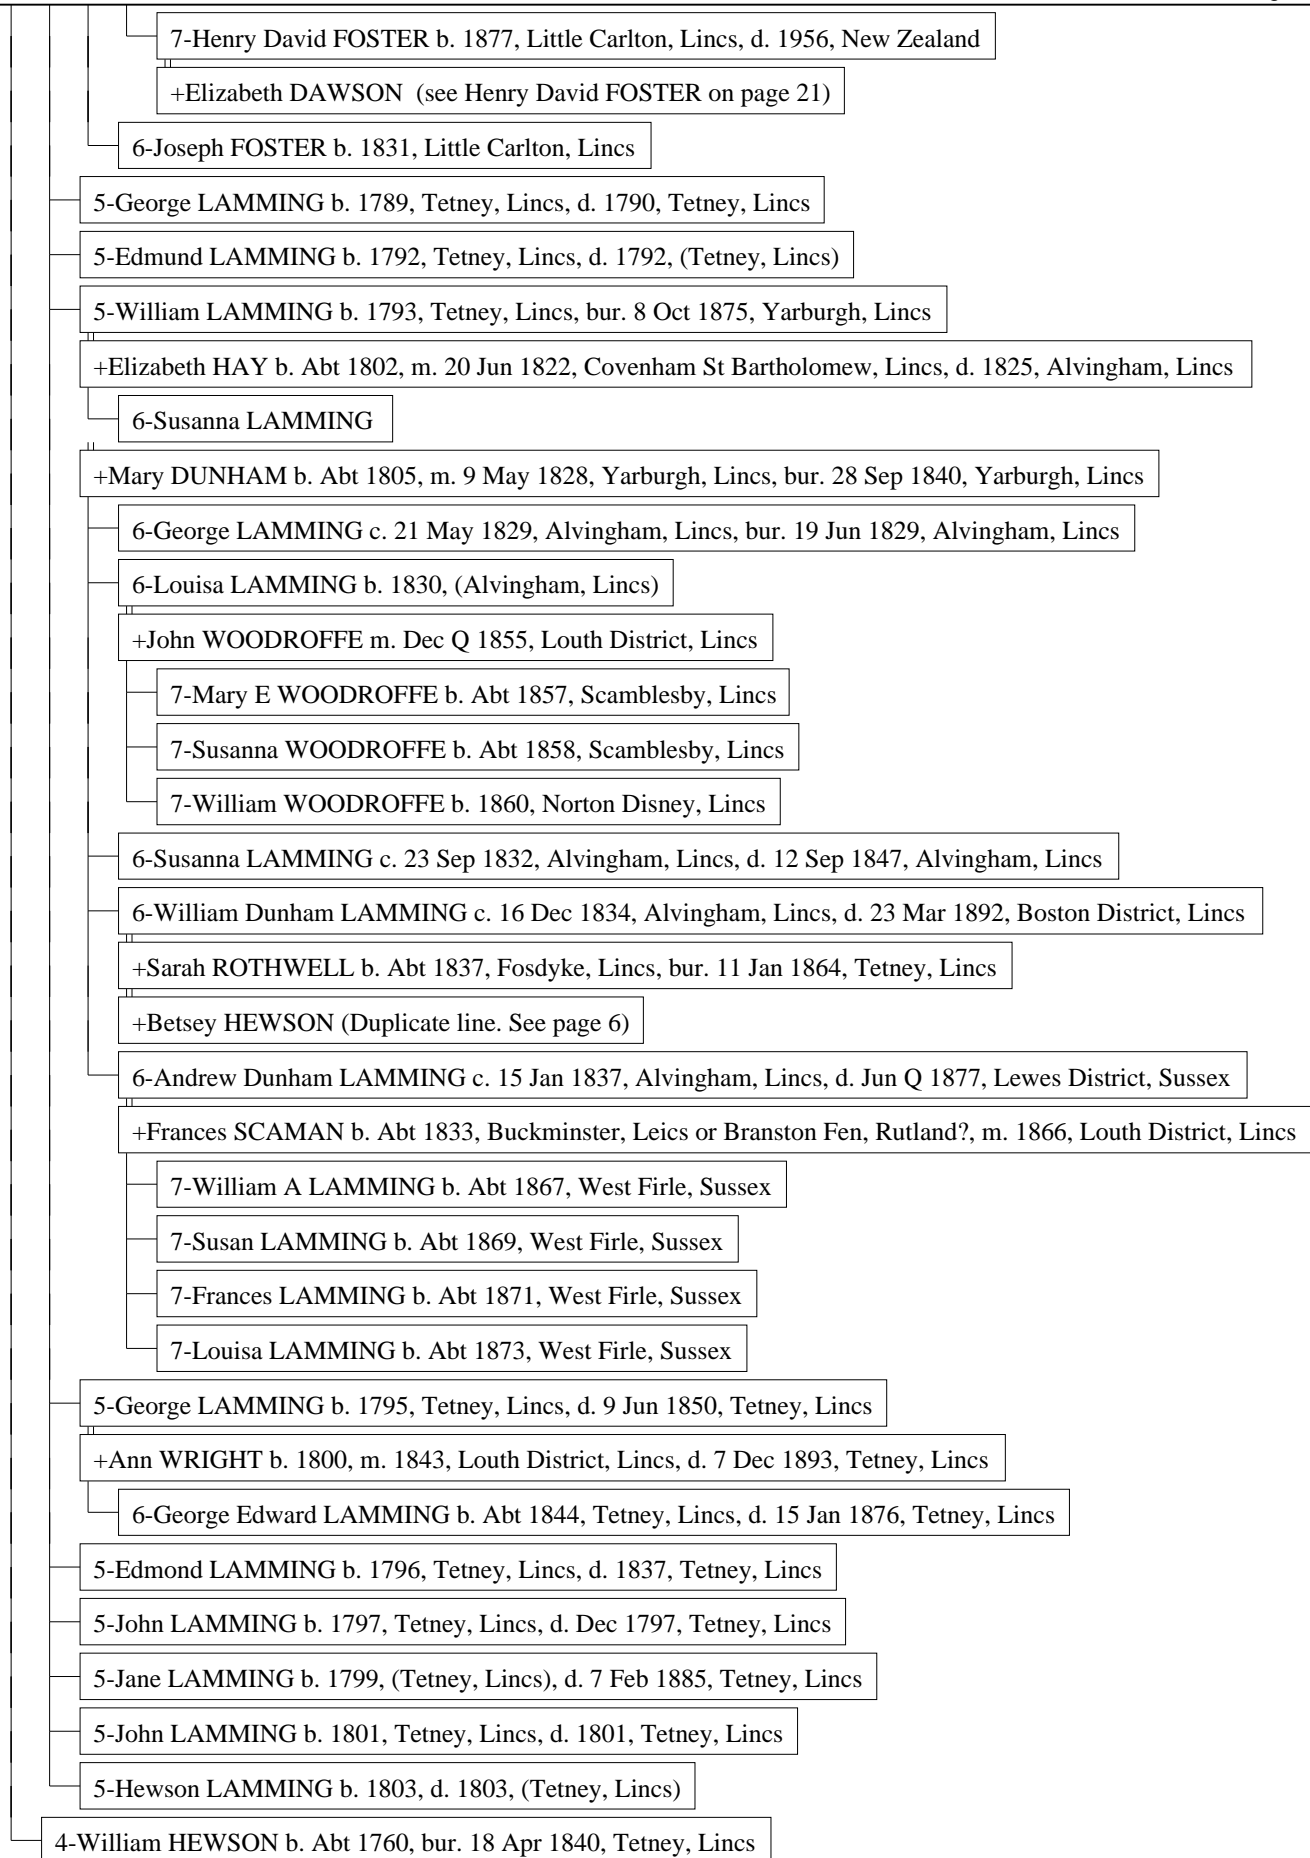 7-Henry David FOSTER b. 1877, Little Carlton, Lincs, d. 1956, New Zealand
+Elizabeth DAWSON (see Henry David FOSTER on page 21)
6-Joseph FOSTER b. 1831, Little Carlton, Lincs
5-George LAMMING b. 1789, Tetney, Lincs, d. 1790, Tetney, Lincs
5-Edmund LAMMING b. 1792, Tetney, Lincs, d. 1792, (Tetney, Lincs)
5-William LAMMING b. 1793, Tetney, Lincs, bur. 8 Oct 1875, Yarburgh, Lincs
+Elizabeth HAY b. Abt 1802, m. 20 Jun 1822, Covenham St Bartholomew, Lincs, d. 1825, Alvingham, Lincs
6-Susanna LAMMING
+Mary DUNHAM b. Abt 1805, m. 9 May 1828, Yarburgh, Lincs, bur. 28 Sep 1840, Yarburgh, Lincs
6-George LAMMING c. 21 May 1829, Alvingham, Lincs, bur. 19 Jun 1829, Alvingham, Lincs
6-Louisa LAMMING b. 1830, (Alvingham, Lincs)
+John WOODROFFE m. Dec Q 1855, Louth District, Lincs
7-Mary E WOODROFFE b. Abt 1857, Scamblesby, Lincs
7-Susanna WOODROFFE b. Abt 1858, Scamblesby, Lincs
7-William WOODROFFE b. 1860, Norton Disney, Lincs
6-Susanna LAMMING c. 23 Sep 1832, Alvingham, Lincs, d. 12 Sep 1847, Alvingham, Lincs
6-William Dunham LAMMING c. 16 Dec 1834, Alvingham, Lincs, d. 23 Mar 1892, Boston District, Lincs
+Sarah ROTHWELL b. Abt 1837, Fosdyke, Lincs, bur. 11 Jan 1864, Tetney, Lincs
+Betsey HEWSON (Duplicate line. See page 6)
6-Andrew Dunham LAMMING c. 15 Jan 1837, Alvingham, Lincs, d. Jun Q 1877, Lewes District, Sussex
+Frances SCAMAN b. Abt 1833, Buckminster, Leics or Branston Fen, Rutland?, m. 1866, Louth District, Lincs
7-William A LAMMING b. Abt 1867, West Firle, Sussex
7-Susan LAMMING b. Abt 1869, West Firle, Sussex
7-Frances LAMMING b. Abt 1871, West Firle, Sussex
7-Louisa LAMMING b. Abt 1873, West Firle, Sussex
5-George LAMMING b. 1795, Tetney, Lincs, d. 9 Jun 1850, Tetney, Lincs
+Ann WRIGHT b. 1800, m. 1843, Louth District, Lincs, d. 7 Dec 1893, Tetney, Lincs
6-George Edward LAMMING b. Abt 1844, Tetney, Lincs, d. 15 Jan 1876, Tetney, Lincs
5-Edmond LAMMING b. 1796, Tetney, Lincs, d. 1837, Tetney, Lincs
5-John LAMMING b. 1797, Tetney, Lincs, d. Dec 1797, Tetney, Lincs
5-Jane LAMMING b. 1799, (Tetney, Lincs), d. 7 Feb 1885, Tetney, Lincs
5-John LAMMING b. 1801, Tetney, Lincs, d. 1801, Tetney, Lincs
5-Hewson LAMMING b. 1803, d. 1803, (Tetney, Lincs)
4-William HEWSON b. Abt 1760, bur. 18 Apr 1840, Tetney, Lincs